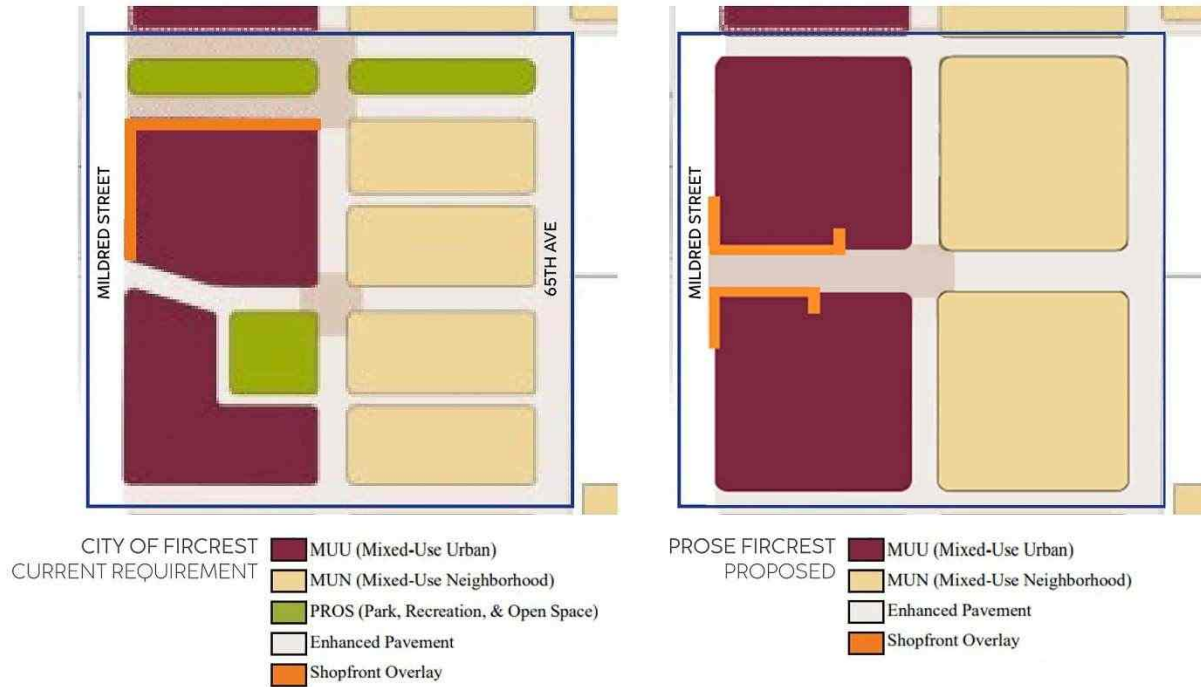 MILDRED STREET
65TH AVE
MILDRED STREET
CITY OF FIRCREST
CURRENT REQUIREMENT
MUU (Mixed-Use Urban)
MUN (Mixed-Use Neighborhood)
PROS (Park, Recreation, & Open Space)
Enhanced Pavement
Shopfront Overlay
PROSE FIRCREST
PROPOSED
MUU (Mixed-Use Urban)
MUN (Mixed-Use Neighborhood)
Enhanced Pavement
Shopfront Overlay